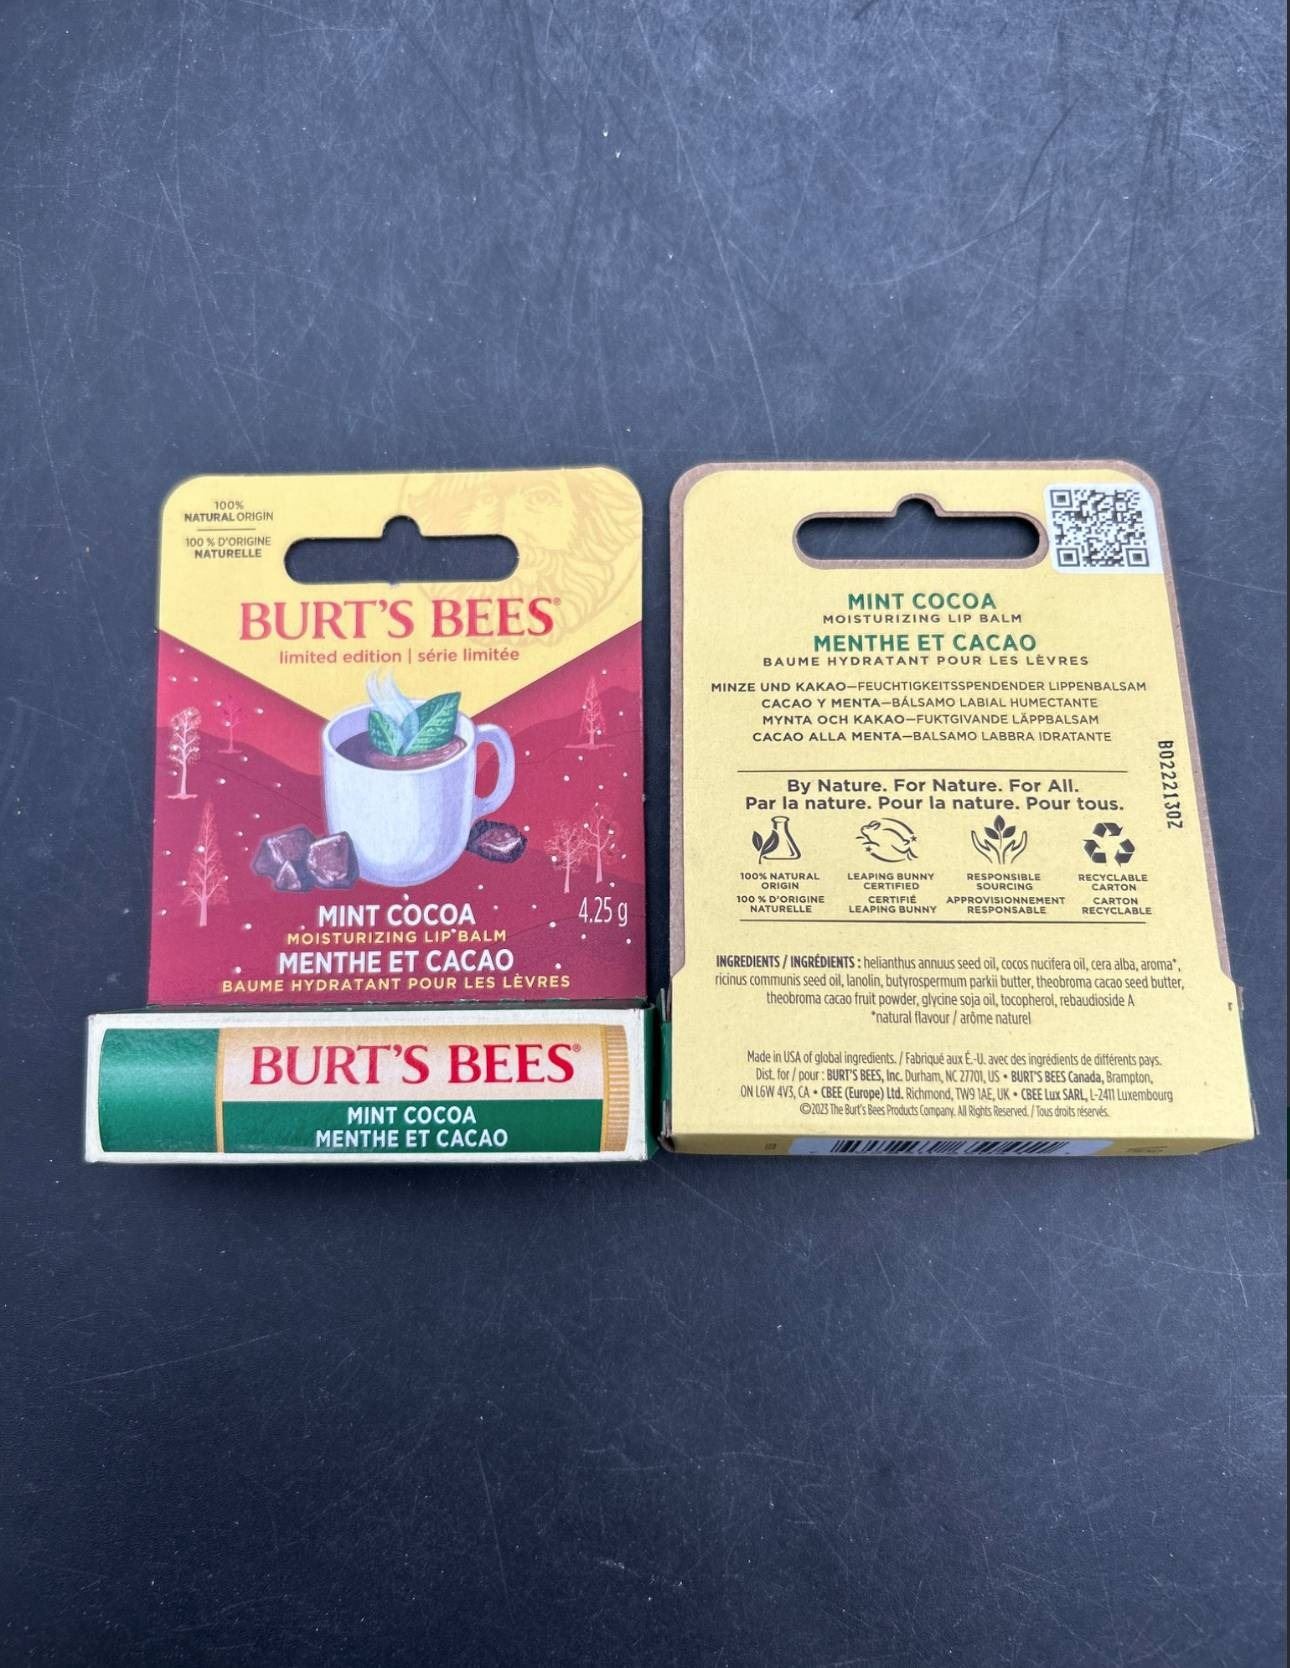 100%
NATURAL ORIGIN
100 % D'ORIGINE
NATURELLE
BURT'S BEES®
limited edition | série limitée
MINT COCOA
4.25 g
MOISTURIZING LIP BALM
MENTHE ET CACAO
BAUME HYDRATANT POUR LES LÈVRES
BURT'S BEES®
MINT COCOA
MENTHE ET CACAO
MINT COCOA
MOISTURIZING LIP BALM
MENTHE ET CACAO
BAUME HYDRATANT POUR LES LÈVRES
MINZE UND KAKAO—FEUCHTIGKEITSSPENDENDER LIPPENBALSAM
CACAO Y MENTA—BÁLSAMO LABIAL HUMECTANTE
MYNTA OCH KAKAO—FUKTGIVANDE LÄPPBALSAM
CACAO ALLA MENTA—BALSAMO LABBRA IDRATANTE
B0222130Z
By Nature. For Nature. For All.
Par la nature. Pour la nature. Pour tous.
100% NATURAL
ORIGIN
100 % D'ORIGINE
NATURELLE
LEAPING BUNNY
CERTIFIED
CERTIFIÉ
LEAPING BUNNY
RESPONSIBLE
SOURCING
APPROVISIONNEMENT
RESPONSABLE
RECYCLABLE
CARTON
CARTON
RECYCLABLE
INGREDIENTS / INGRÉDIENTS : helianthus annuus seed oil, cocos nucifera oil, cera alba, aroma*,
ricinus communis seed oil, lanolin, butyrospermum parkii butter, theobroma cacao seed butter,
theobroma cacao fruit powder, glycine soja oil, tocopherol, rebaudioside A
*natural flavour / arôme naturel
Made in USA of global ingredients. / Fabriqué aux É.-U. avec des ingrédients de différents pays.
Dist. for / pour : BURT'S BEES, Inc. Durham, NC 27701, US • BURT'S BEES Canada, Brampton,
ON L6W 4V3, CA • CBEE (Europe) Ltd. Richmond, TW9 1AE, UK • CBEE Lux SARL, L-2411 Luxembourg
©2023 The Burt's Bees Products Company. All Rights Reserved. / Tous droits réservés.